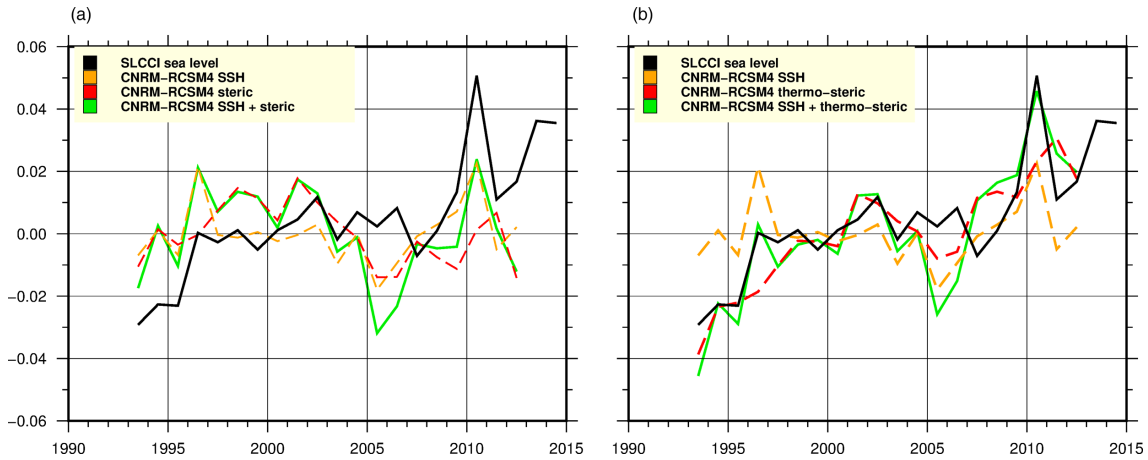 (a)
SLCCI sea level
CNRM−RCSM4 SSH
CNRM−RCSM4 steric
CNRM−RCSM4 SSH + steric
0.06
0.04
0.02
0.00
−0.02
−0.04
−0.06
1990 1995 2000 2005 2010 2015
(b)
SLCCI sea level
CNRM−RCSM4 SSH
CNRM−RCSM4 thermo−steric
CNRM−RCSM4 SSH + thermo−steric
1990 1995 2000 2005 2010 2015